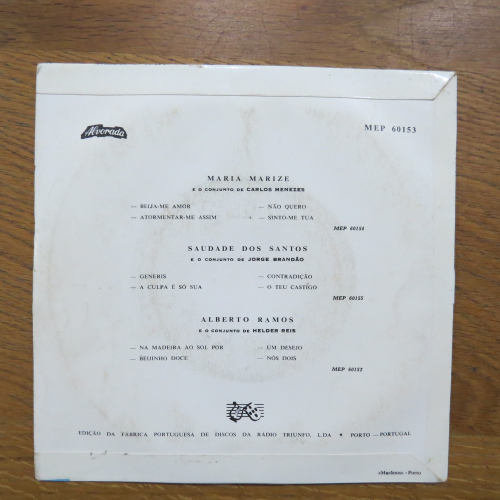 Alvorada
MEP 60153
MARIA MARIZE
E O CONJUNTO DE CARLOS MENEZES
— BEIJA-ME AMOR — NÃO QUERO
— ATORMENTAR-ME ASSIM — SINTO-ME TUA
MEP 60154
SAUDADE DOS SANTOS
E O CONJUNTO DE JORGE BRANDÃO
— GENERIS — CONTRADIÇÃO
— A CULPA É SÓ SUA — O TEU CASTIGO
MEP 60155
ALBERTO RAMOS
E O CONJUNTO DE HELDER REIS
— NA MADEIRA AO SOL POR — UM DESEJO
— BEIJINHO DOCE — NÓS DOIS
MEP 60152
EDIÇÃO DA FÁBRICA PORTUGUESA DE DISCOS DA RÁDIO TRIUNFO, L.DA • PORTO — PORTUGAL